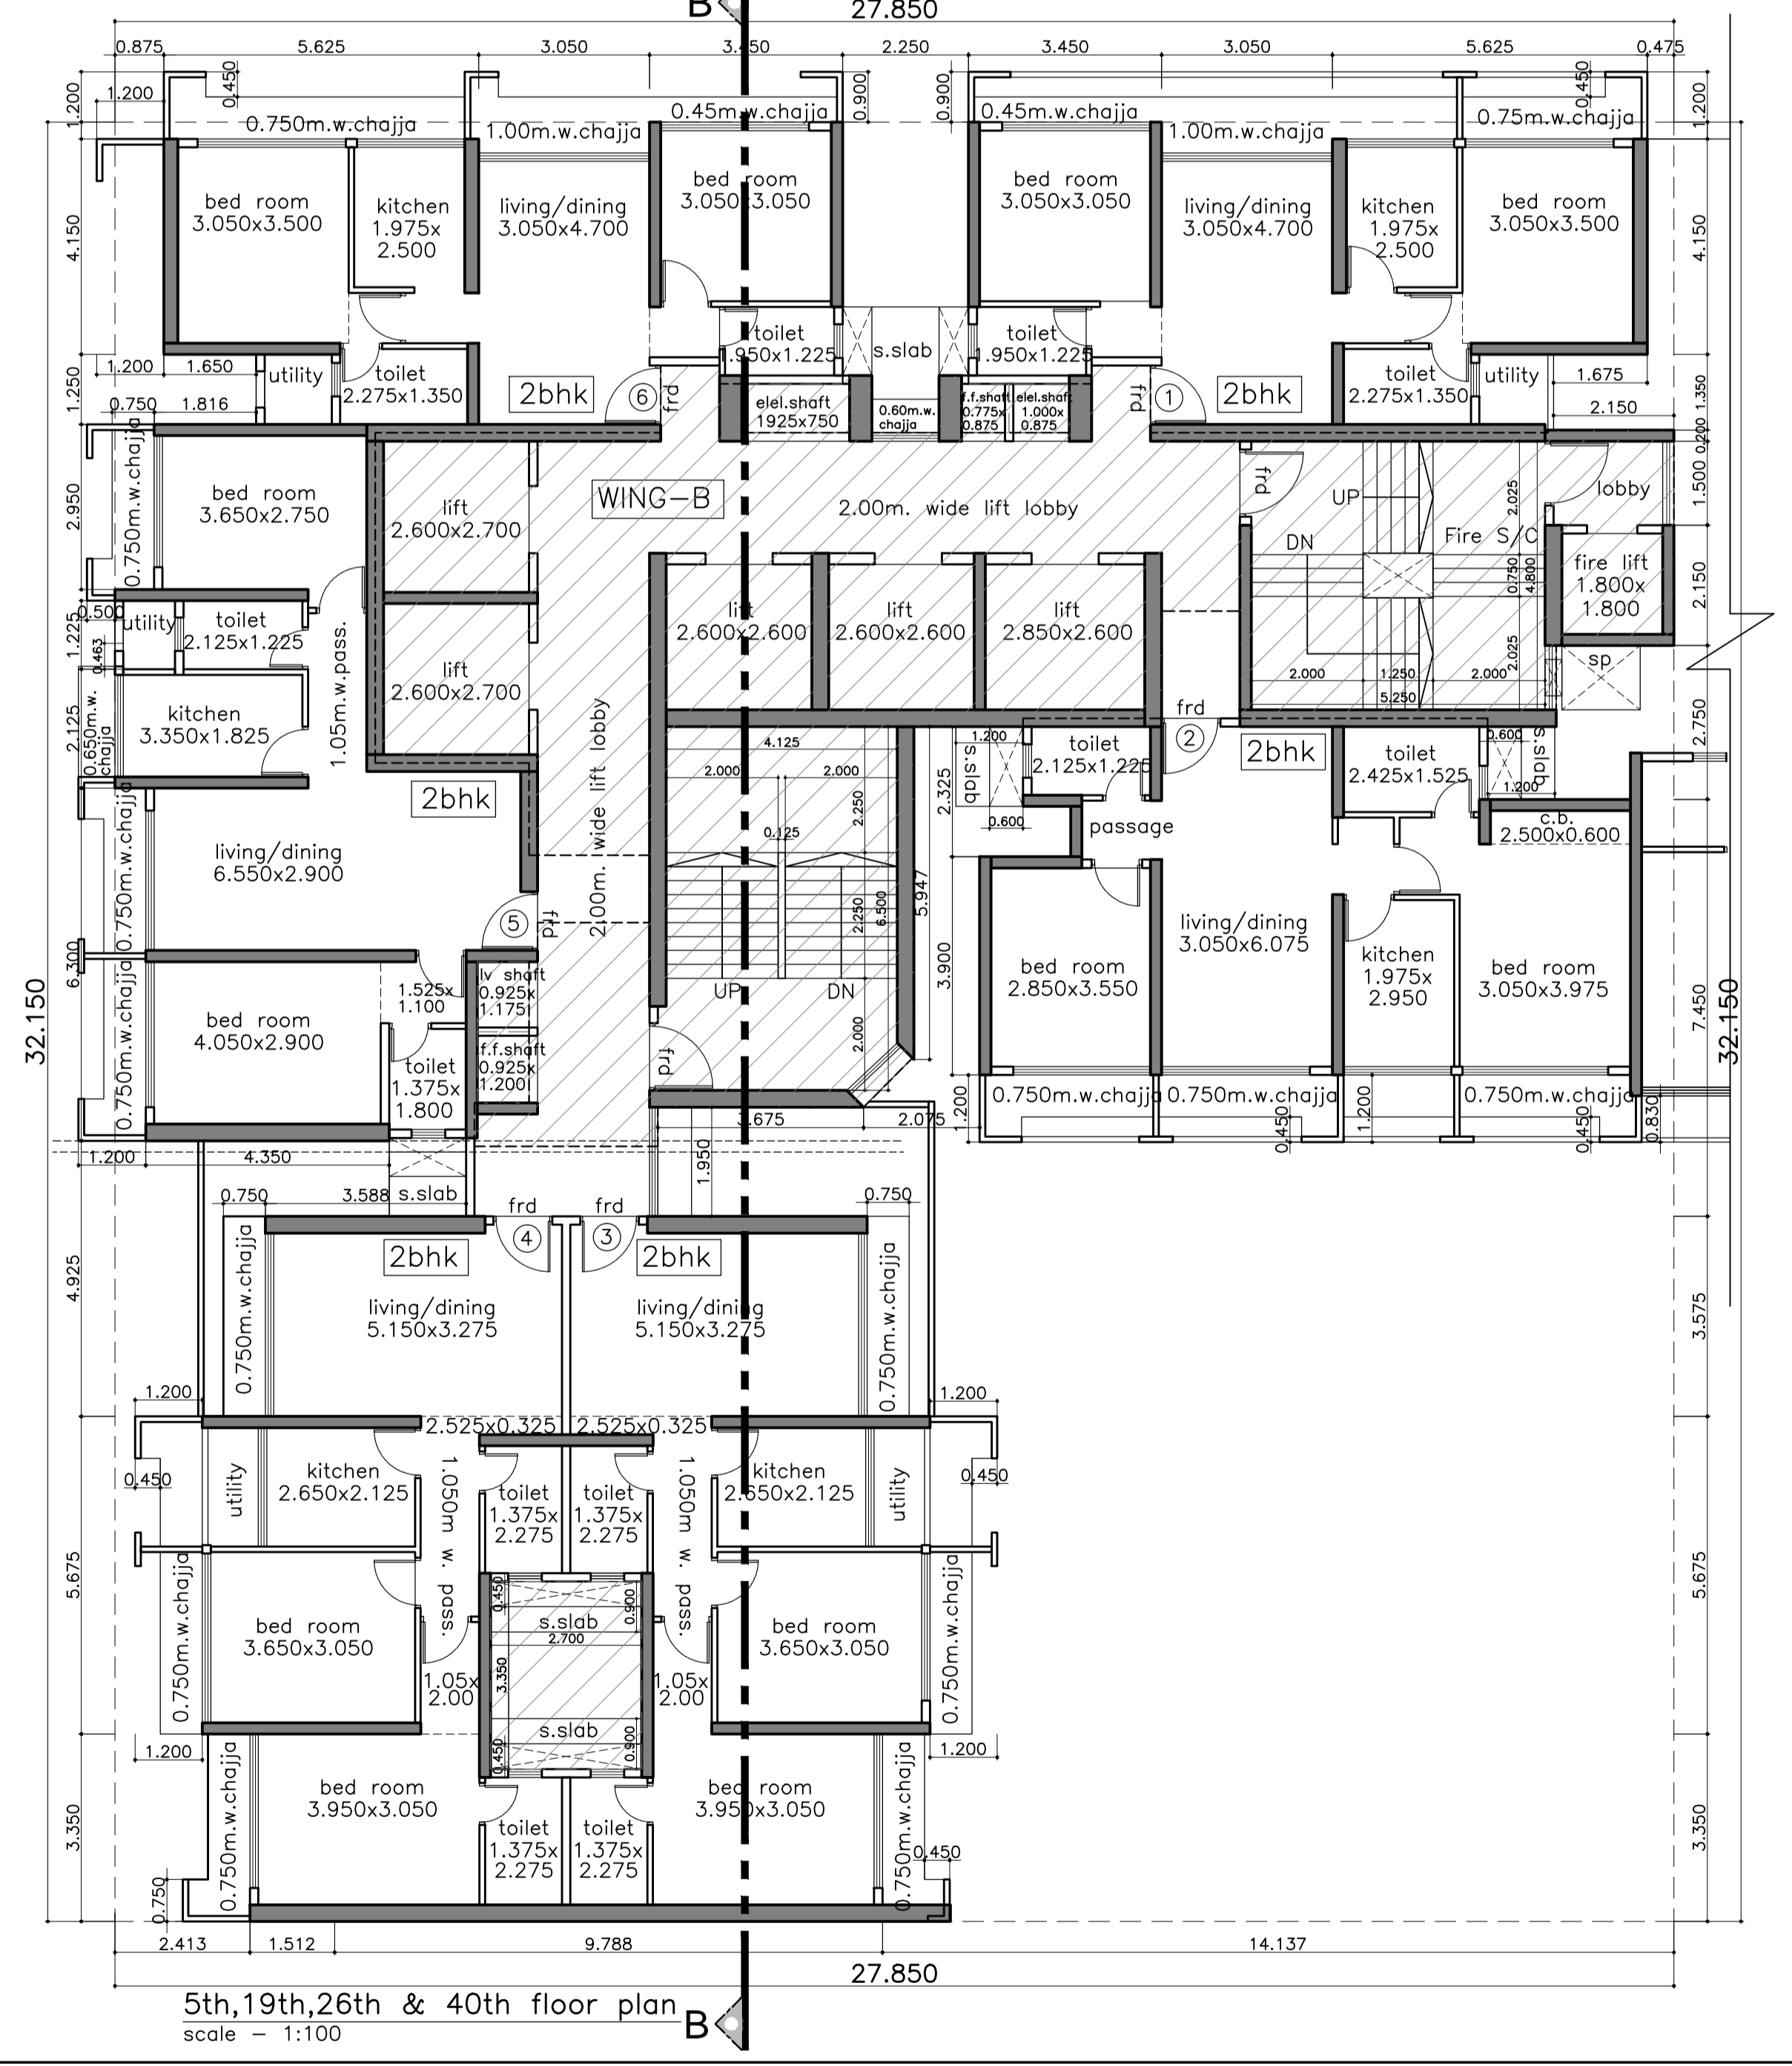 B
27.850
0.875
5.625
3.050
3.450
2.250
3.450
3.050
5.625
0.475
1.200
1.200
0.450
0.900
0.900
0.450
1.200
0.750m.w.chajja
1.00m.w.chajja
0.45m.w.chajja
0.45m.w.chajja
1.00m.w.chajja
0.75m.w.chajja
4.150
bed room
3.050x3.500
kitchen
1.975x
2.500
living/dining
3.050x4.700
bed room
3.050x3.050
bed room
3.050x3.050
living/dining
3.050x4.700
kitchen
1.975x
2.500
bed room
3.050x3.500
4.150
toilet
1.950x1.225
s.slab
toilet
1.950x1.225
1.250
1.200
1.650
utility
toilet
2.275x1.350
2bhk
6
frd
elel.shaft
1925x750
0.60m.w.
chajja
f.f.shaft
0.775x
0.875
elel.shaft
1.000x
0.875
frd
1
2bhk
toilet
2.275x1.350
utility
1.675
1.350
0.750
1.816
2.150
0.200
2.950
0.750m.w.chajja
bed room
3.650x2.750
lift
2.600x2.700
WING-B
2.00m. wide lift lobby
frd
UP
DN
2.025
Fire S/C
0.750
4.800
2.025
lobby
1.500
fire lift
1.800x
1.800
2.150
0.500
utility
toilet
2.125x1.225
1.225
0.463
1.05m.w.pass.
lift
2.600x2.700
lift
2.600x2.600
lift
2.600x2.600
lift
2.850x2.600
2.000
1.250
2.000
5.250
sp
2.125
0.650m.w.
chajja
kitchen
3.350x1.825
2bhk
2.00m. wide lift lobby
frd
2
2bhk
2.750
4.125
2.000
2.000
2.250
0.125
2.250
6.500
2.000
UP
DN
5.947
2.325
1.200
s.slab
0.600
toilet
2.125x1.225
passage
toilet
2.425x1.525
0.600
s.slab
1.200
c.b.
2.500x0.600
0.750m.w.chajja
living/dining
6.550x2.900
5
frd
6.300
32.150
0.750m.w.chajja
bed room
4.050x2.900
1.525x
1.100
toilet
1.375x
1.800
lv shaft
0.925x
1.175
f.f.shaft
0.925x
1.200
frd
3.900
bed room
2.850x3.550
living/dining
3.050x6.075
kitchen
1.975x
2.950
bed room
3.050x3.975
7.450
32.150
1.200
0.750m.w.chajja
0.750m.w.chajja
0.750m.w.chajja
0.450
1.200
0.450
0.830
3.675
2.075
1.950
1.200
4.350
0.750
3.588
s.slab
frd
frd
0.750
2bhk
4
3
2bhk
4.925
0.750m.w.chajja
living/dining
5.150x3.275
living/dining
5.150x3.275
0.750m.w.chajja
3.575
1.200
1.200
2.525x0.325
2.525x0.325
0.450
utility
kitchen
2.650x2.125
1.050m w. pass.
toilet
1.375x
2.275
toilet
1.375x
2.275
1.050m w. pass.
kitchen
2.650x2.125
utility
0.450
5.675
0.750m.w.chajja
bed room
3.650x3.050
1.05x
2.00
0.450
s.slab
0.900
2.700
3.350
s.slab
0.450
0.900
1.05x
2.00
bed room
3.650x3.050
0.750m.w.chajja
5.675
1.200
1.200
3.350
0.750m.w.chajja
bed room
3.950x3.050
toilet
1.375x
2.275
toilet
1.375x
2.275
bed room
3.950x3.050
0.750m.w.chajja
0.450
3.350
0.750
2.413
1.512
9.788
14.137
27.850
5th,19th,26th & 40th floor plan
scale – 1:100
B